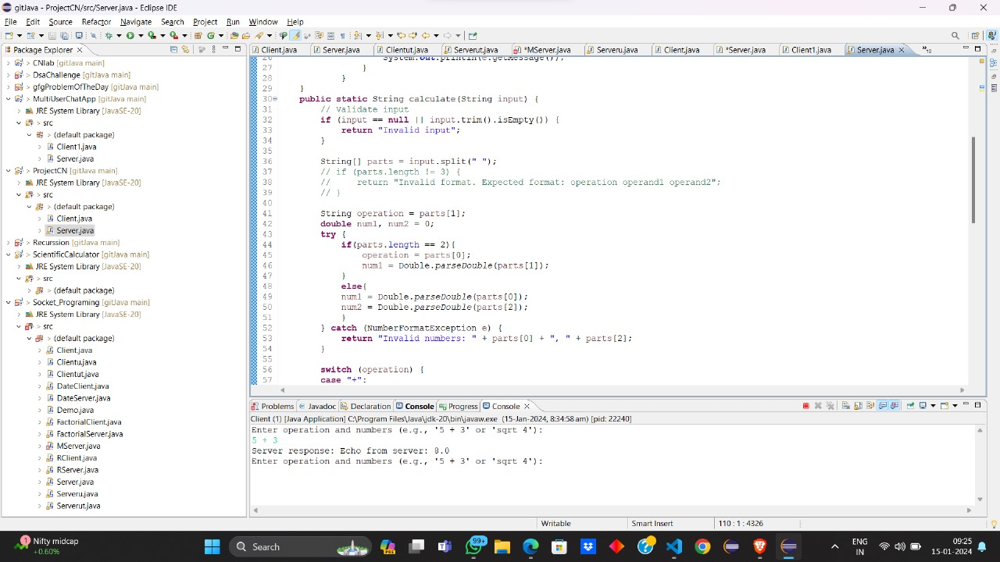 gitJava - ProjectCN/src/Server.java - Eclipse IDE
File Edit Source Refactor Navigate Search Project Run Window Help
Package Explorer
CNlab [gitJava main]
DsaChallenge [gitJava main]
gfgProblemOfTheDay [gitJava main]
MultiUserChatApp [gitJava main]
JRE System Library [JavaSE-20]
> src
> (default package)
Client1.java
Server.java
ProjectCN [gitJava main]
JRE System Library [JavaSE-20]
> src
> (default package)
Client.java
Server.java
Recurssion [gitJava main]
ScientificCalculator [gitJava main]
JRE System Library [JavaSE-20]
> src
> (default package)
Socket_Programing [gitJava main]
JRE System Library [JavaSE-20]
> src
> (default package)
Client.java
Clientu.java
Clientut.java
DateClient.java
DateServer.java
Demo.java
FactorialClient.java
FactorialServer.java
MServer.java
RClient.java
RServer.java
Server.java
Serveru.java
Serverut.java
Client.java Server.java Clientut.java Serverut.java *MServer.java Serveru.java Client.java *Server.java Client1.java Server.java »10
26 System.out.println(e.getMessage());
27 }
28 }
29 }
30 public static String calculate(String input) {
31 // Validate input
32 if (input == null || input.trim().isEmpty()) {
33 return "Invalid input";
34 }
35
36 String[] parts = input.split(" ");
37 // if (parts.length != 3) {
38 // return "Invalid format. Expected format: operation operand1 operand2";
39 // }
40
41 String operation = parts[1];
42 double num1, num2 = 0;
43 try {
44 if(parts.length == 2){
45 operation = parts[0];
46 num1 = Double.parseDouble(parts[1]);
47 }
48 else{
49 num1 = Double.parseDouble(parts[0]);
50 num2 = Double.parseDouble(parts[2]);
51 }
52 } catch (NumberFormatException e) {
53 return "Invalid numbers: " + parts[0] + ", " + parts[2];
54 }
55
56 switch (operation) {
57 case "+":
Problems Javadoc Declaration Console Progress Console
Client (1) [Java Application] C:\Program Files\Java\jdk-20\bin\javaw.exe (15-Jan-2024, 8:34:58 am) [pid: 22240]
Enter operation and numbers (e.g., '5 + 3' or 'sqrt 4'):
5 + 3
Server response: Echo from server: 8.0
Enter operation and numbers (e.g., '5 + 3' or 'sqrt 4'):
Writable Smart Insert 110 : 1 : 4326
1
Nifty midcap
+0.60%
Search
PRE
99+
ENG
IN
09:25
15-01-2024